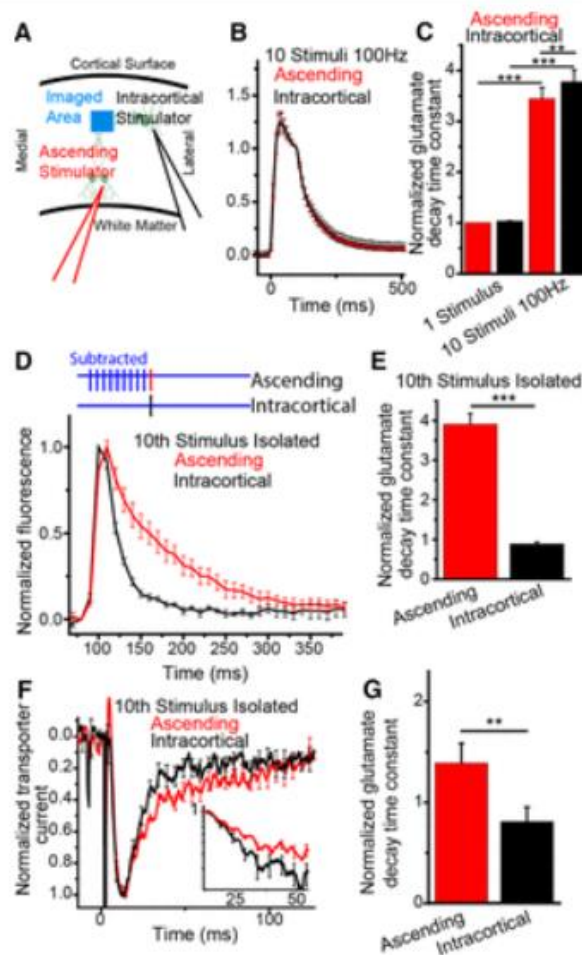 A
Cortical Surface
Imaged
Area
Intracortical
Stimulator
Medial
Lateral
Ascending
Stimulator
White Matter
B
10 Stimuli 100Hz
Ascending
Intracortical
1.5
1.0
0.5
0.0
0
500
Time (ms)
C
Ascending
Intracortical
**
***
***
Normalized glutamate
decay time constant
4
3
2
1
0
1 Stimulus
10 Stimuli 100Hz
D
Subtracted
Ascending
Intracortical
10th Stimulus Isolated
Ascending
Intracortical
Normalized fluorescence
1.0
0.5
0
100
150
200
250
300
350
Time (ms)
E
10th Stimulus Isolated
***
Normalized glutamate
decay time constant
4
3
2
1
0
Ascending
Intracortical
F
10th Stimulus Isolated
Ascending
Intracortical
Normalized transporter
current
0.0
0.2
0.4
0.6
0.8
1.0
1
25
50
0
100
Time (ms)
G
**
Normalized glutamate
decay time constant
2
1
0
Ascending
Intracortical